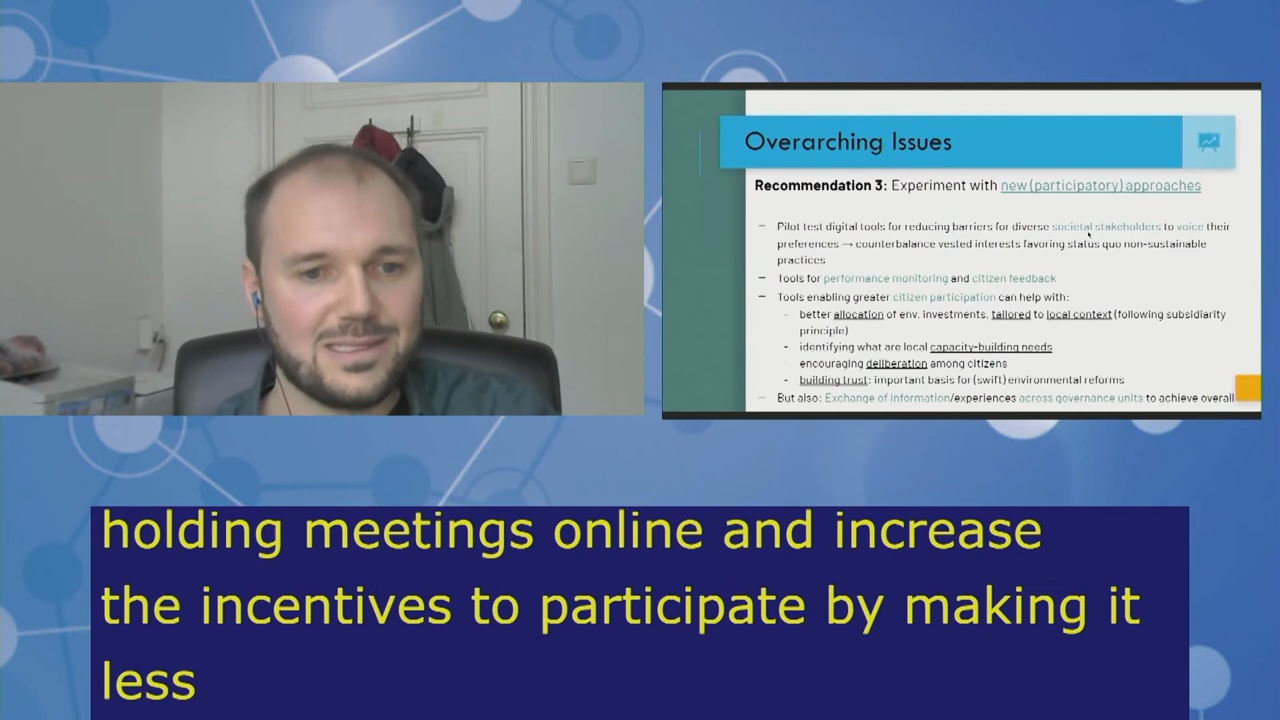 Overarching Issues
Recommendation 3: Experiment with new (participatory) approaches
– Pilot test digital tools for reducing barriers for diverse societal stakeholders to voice their
preferences → counterbalance vested interests favoring status quo non-sustainable
practices
– Tools for performance monitoring and citizen feedback
– Tools enabling greater citizen participation can help with:
- better allocation of env. investments, tailored to local context (following subsidiarity
principle)
- identifying what are local capacity-building needs
- encouraging deliberation among citizens
- building trust: important basis for (swift) environmental reforms
– But also: Exchange of information/experiences across governance units to achieve overall
holding meetings online and increase
the incentives to participate by making it
less